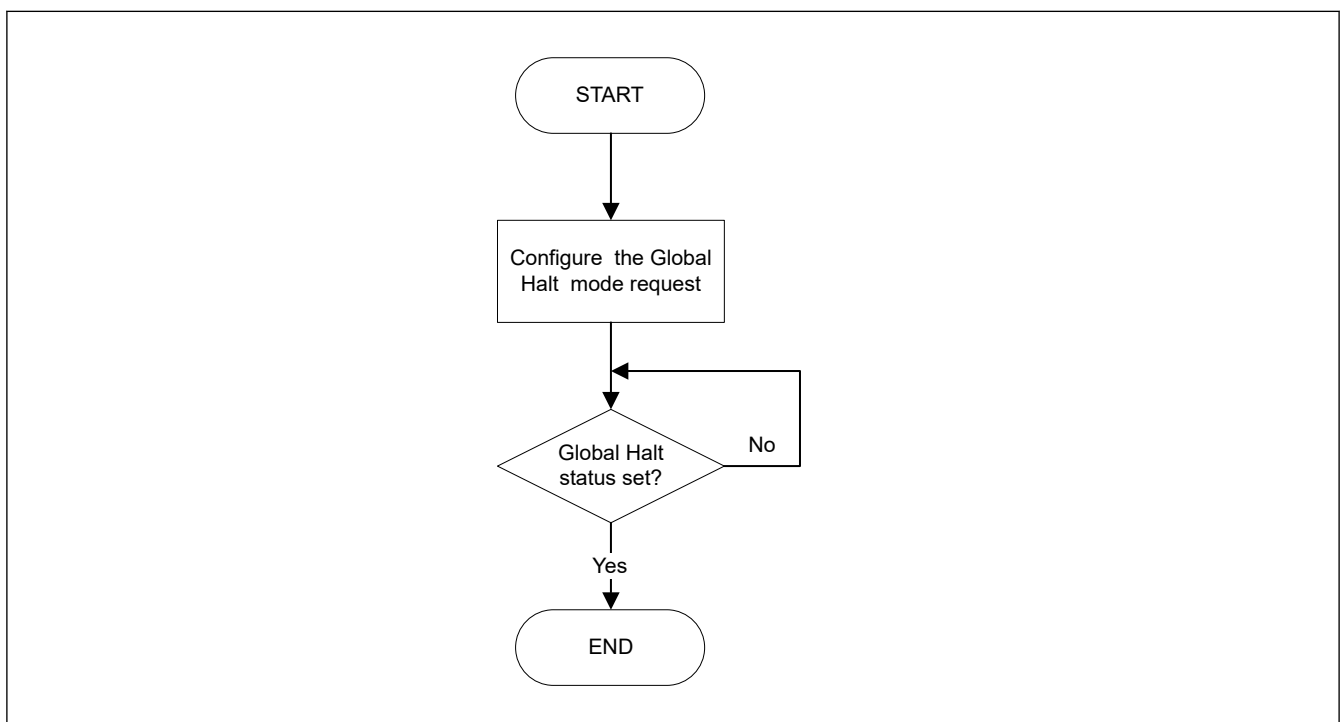 START
Configure the Global
Halt mode request
Global Halt
status set?
No
Yes
END